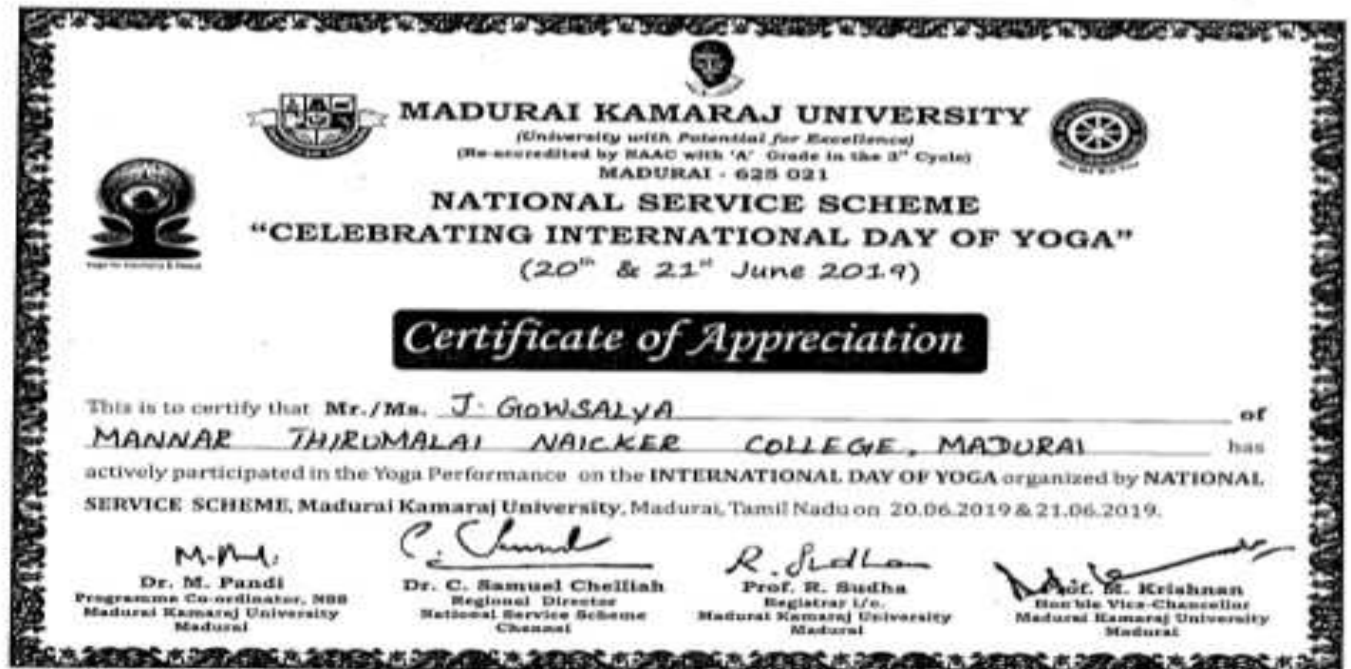 MADURAI KAMARAJ UNIVERSITY
(University with Potential for Excellence)
(Re-accredited by NAAC with 'A' Grade in the 3rd Cycle)
MADURAI - 625 021
NATIONAL SERVICE SCHEME
"CELEBRATING INTERNATIONAL DAY OF YOGA"
(20th & 21st June 2019)
Yoga for Harmony & Peace
Certificate of Appreciation
This is to certify that Mr./Ms. J. GOWSALYA of
MANNAR THIRUMALAI NAICKER COLLEGE, MADURAI has
actively participated in the Yoga Performance on the INTERNATIONAL DAY OF YOGA organized by NATIONAL
SERVICE SCHEME, Madurai Kamaraj University, Madurai, Tamil Nadu on 20.06.2019 & 21.06.2019.
R. Sudha
Dr. M. Pandi
Programme Co-ordinator, NSS
Madurai Kamaraj University
Madurai
Dr. C. Samuel Chelliah
Regional Director
National Service Scheme
Chennai
Prof. R. Sudha
Registrar i/c.
Madurai Kamaraj University
Madurai
Prof. M. Krishnan
Hon'ble Vice-Chancellor
Madurai Kamaraj University
Madurai